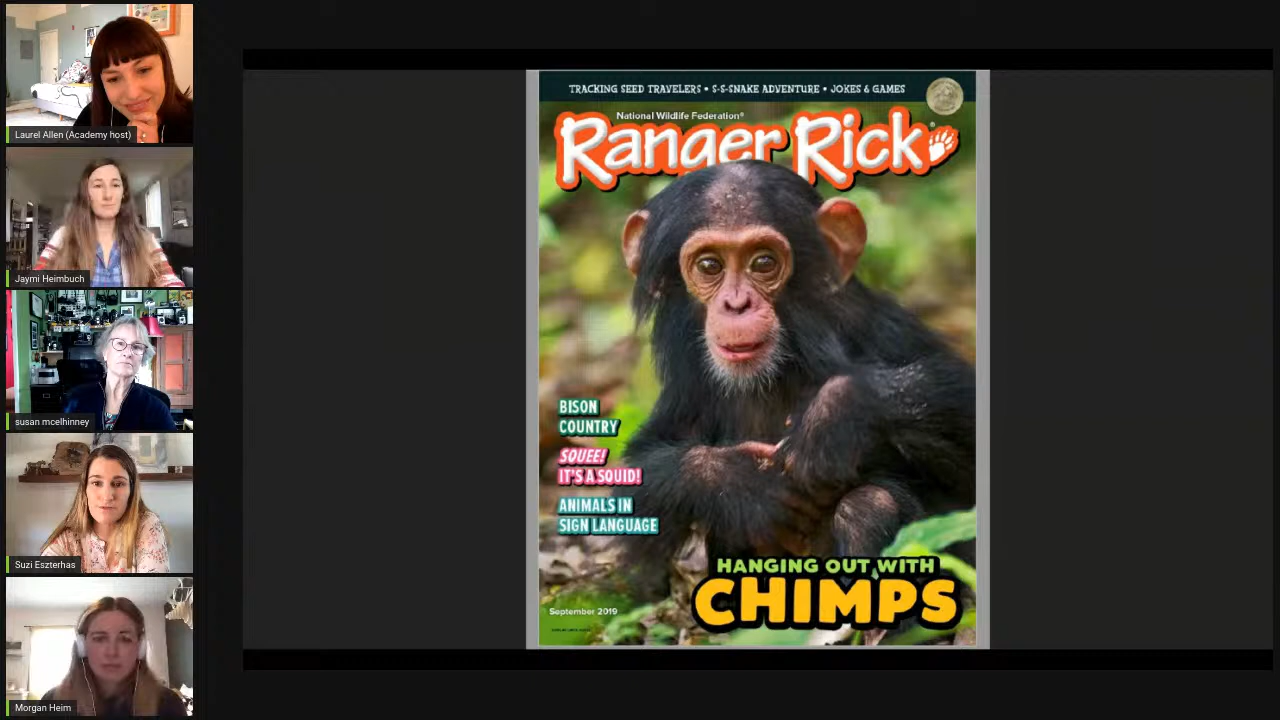 Laurel Allen (Academy host)
Jaymi Heimbuch
susan mcelhinney
Suzi Eszterhas
Morgan Heim
TRACKING SEED TRAVELERS • S-S-SNAKE ADVENTURE • JOKES & GAMES
National Wildlife Federation®
Ranger Rick®
BISON
COUNTRY
SQUEE!
IT'S A SQUID!
ANIMALS IN
SIGN LANGUAGE
HANGING OUT WITH
CHIMPS
September 2019